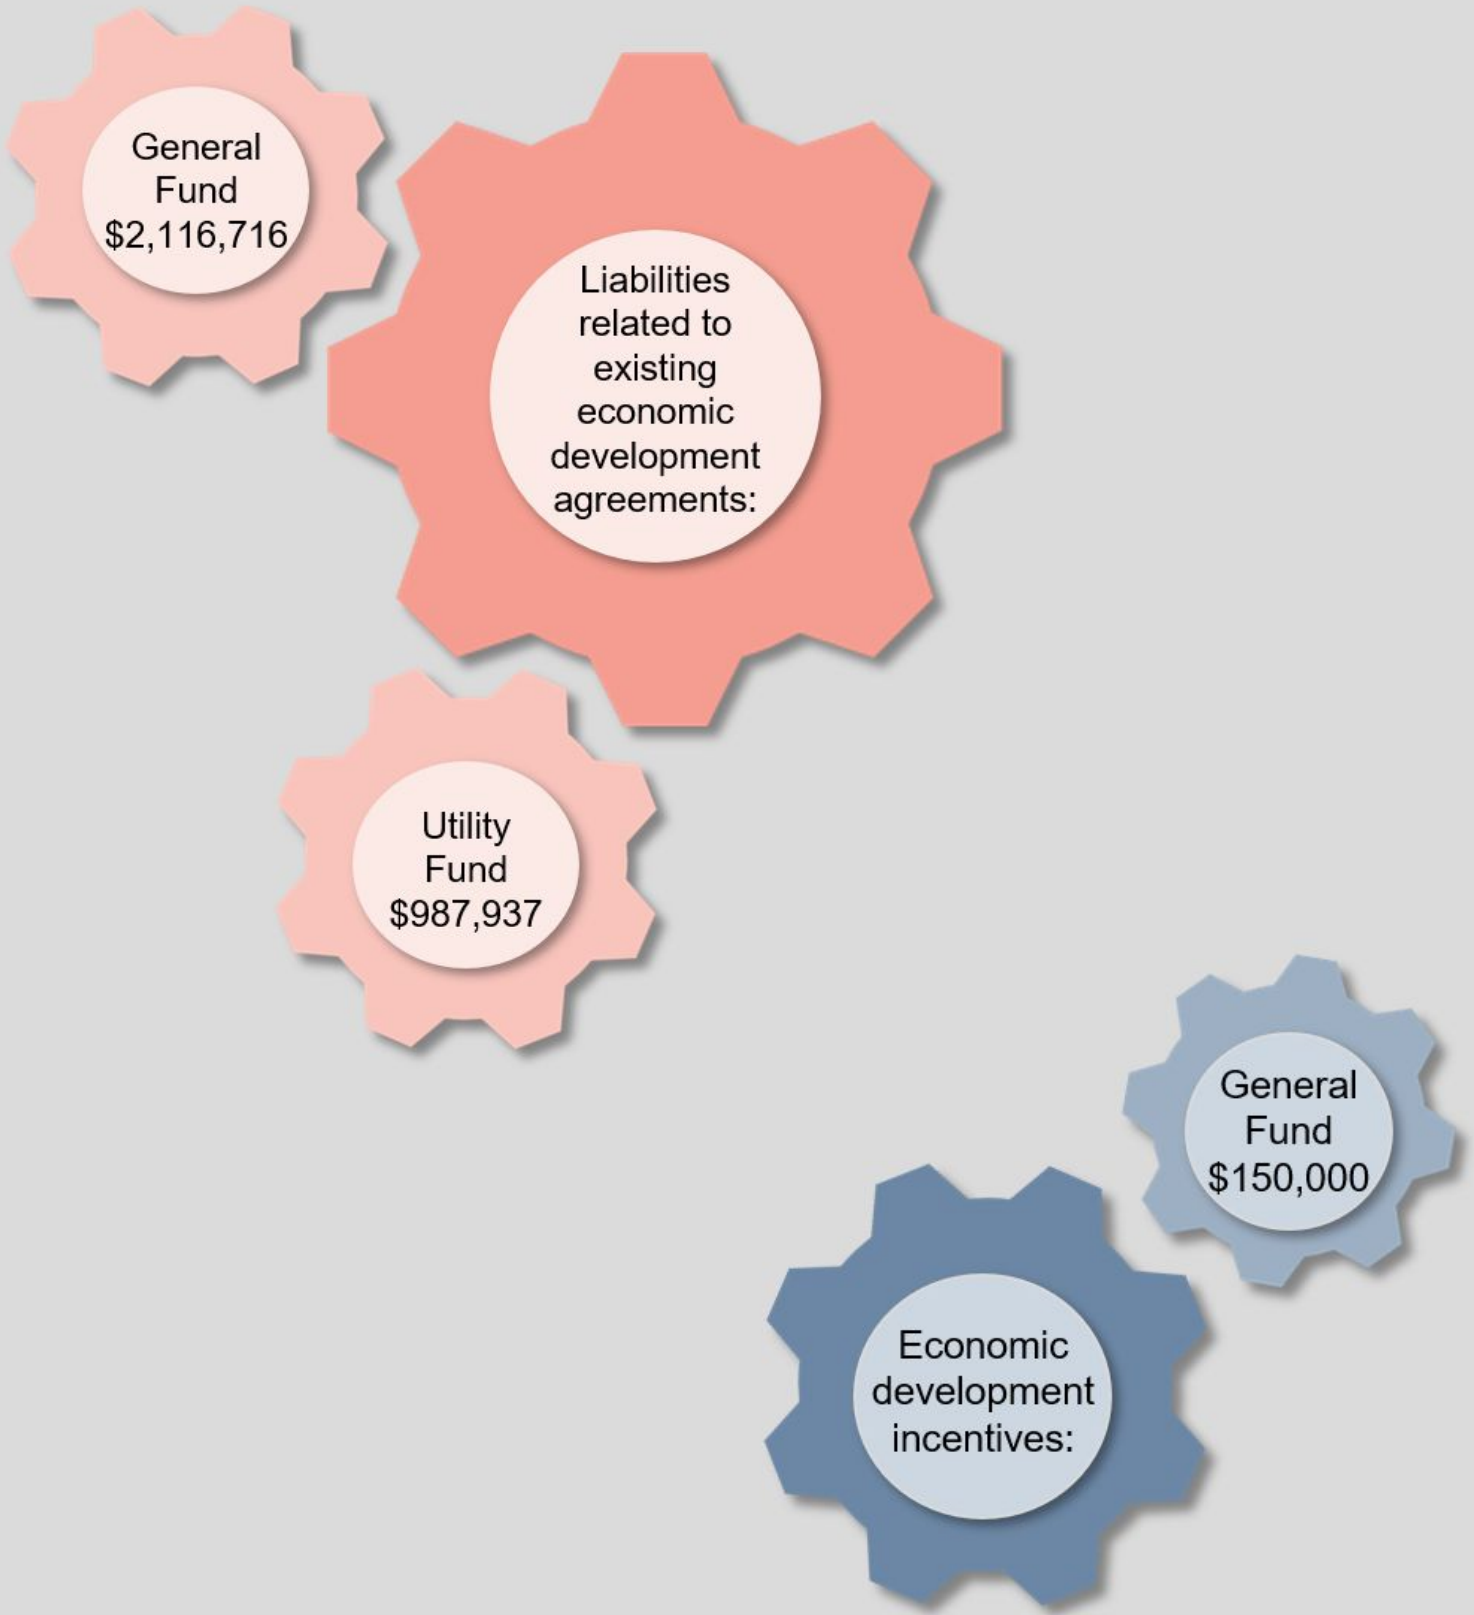 General
Fund
$2,116,716
Liabilities
related to
existing
economic
development
agreements:
Utility
Fund
$987,937
General
Fund
$150,000
Economic
development
incentives: